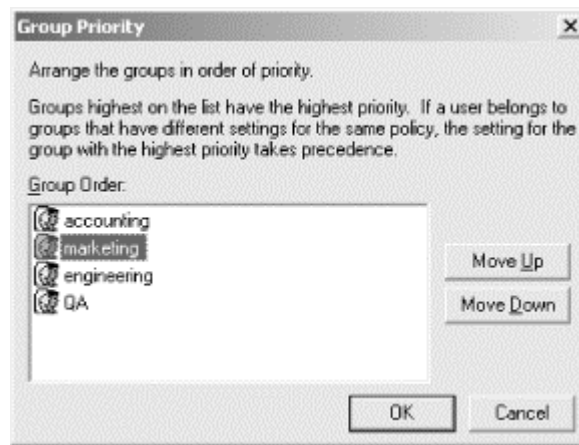 Group Priority
Arrange the groups in order of priority.
Groups highest on the list have the highest priority. If a user belongs to
groups that have different settings for the same policy, the setting for the
group with the highest priority takes precedence.
Group Order:
accounting
marketing
engineering
QA
Move Up
Move Down
OK
Cancel